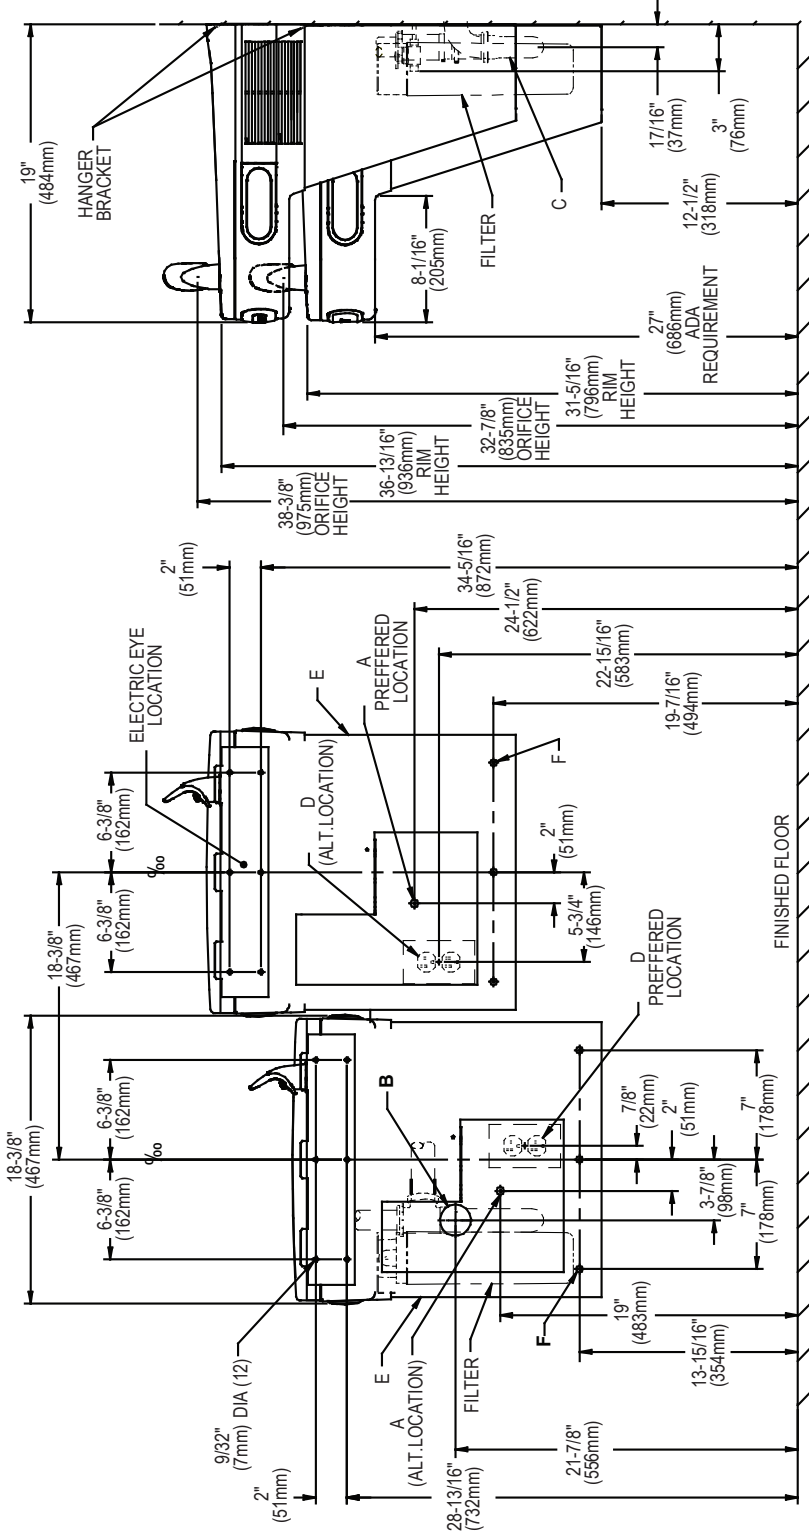 19"
(484mm)
HANGER
BRACKET
8-1/16"
(205mm)
FILTER
C
17/16"
(37mm)
3"
(76mm)
12-1/2"
(318mm)
27"
(686mm)
ADA
REQUIREMENT
31-5/16"
(796mm)
RIM
HEIGHT
32-7/8"
(835mm)
ORIFICE
HEIGHT
36-13/16"
(936mm)
RIM
HEIGHT
38-3/8"
(975mm)
ORIFICE
HEIGHT
2"
(51mm)
ELECTRIC EYE
LOCATION
34-5/16"
(872mm)
24-1/2"
(622mm)
22-15/16"
(583mm)
19-7/16"
(494mm)
A
PREFFERED
LOCATION
E
D
(ALT.LOCATION)
F
6-3/8"
(162mm)
6-3/8"
(162mm)
18-3/8"
(467mm)
%
2"
(51mm)
5-3/4"
(146mm)
FINISHED FLOOR
D
PREFFERED
LOCATION
18-3/8"
(467mm)
6-3/8"
(162mm)
6-3/8"
(162mm)
%
B
7/8"
(22mm)
2"
(51mm)
7"
(178mm)
3-7/8"
(98mm)
7"
(178mm)
9/32"
(7mm) DIA (12)
2"
(51mm)
E
A
(ALT.LOCATION)
FILTER
F
19"
(483mm)
13-15/16"
(354mm)
21-7/8"
(556mm)
28-13/16"
(732mm)